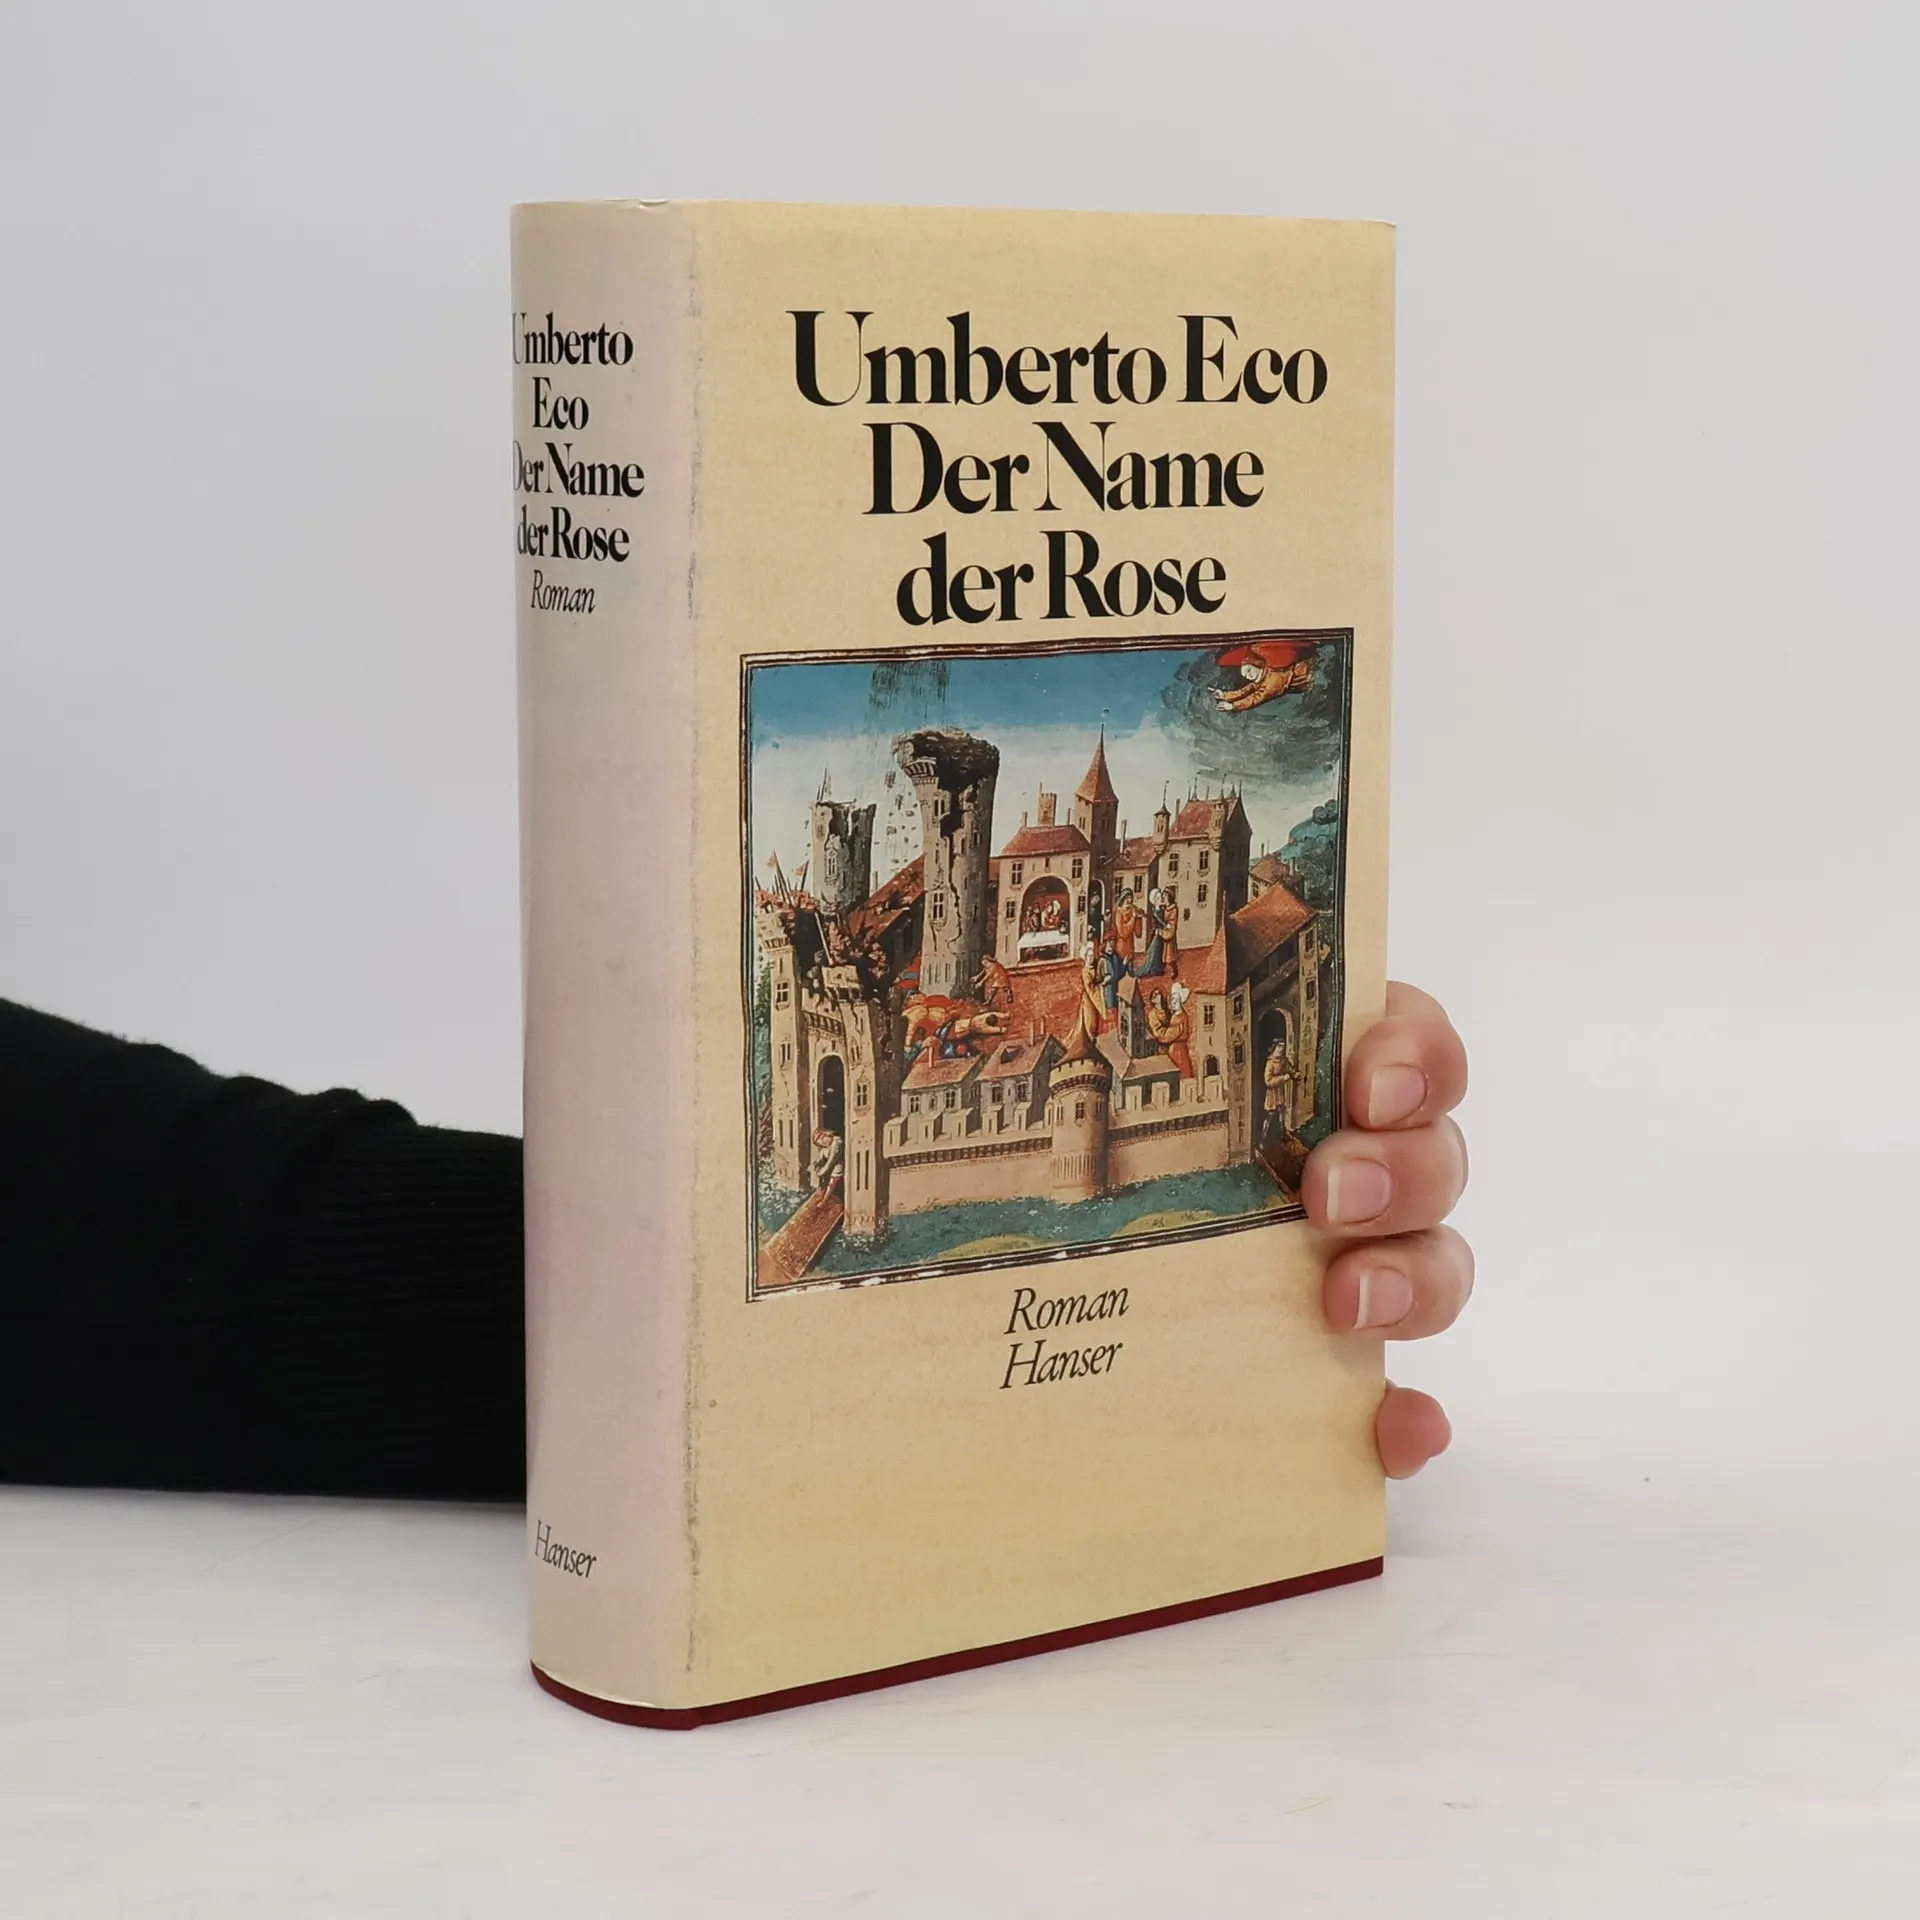 Umberto
Eco
Der Name
der Rose
Roman
Hanser
Umberto Eco
Der Name
der Rose
Roman
Hanser